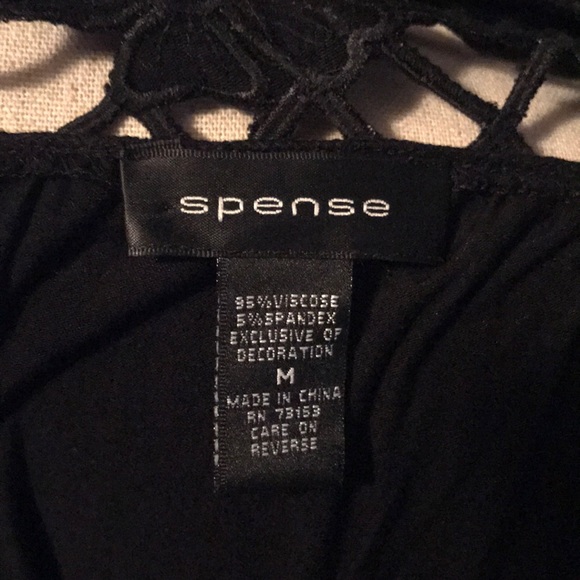 spense
95%VISCOSE
5%SPANDEX
EXCLUSIVE OF
DECORATION
M
MADE IN CHINA
RN 73153
CARE ON
REVERSE